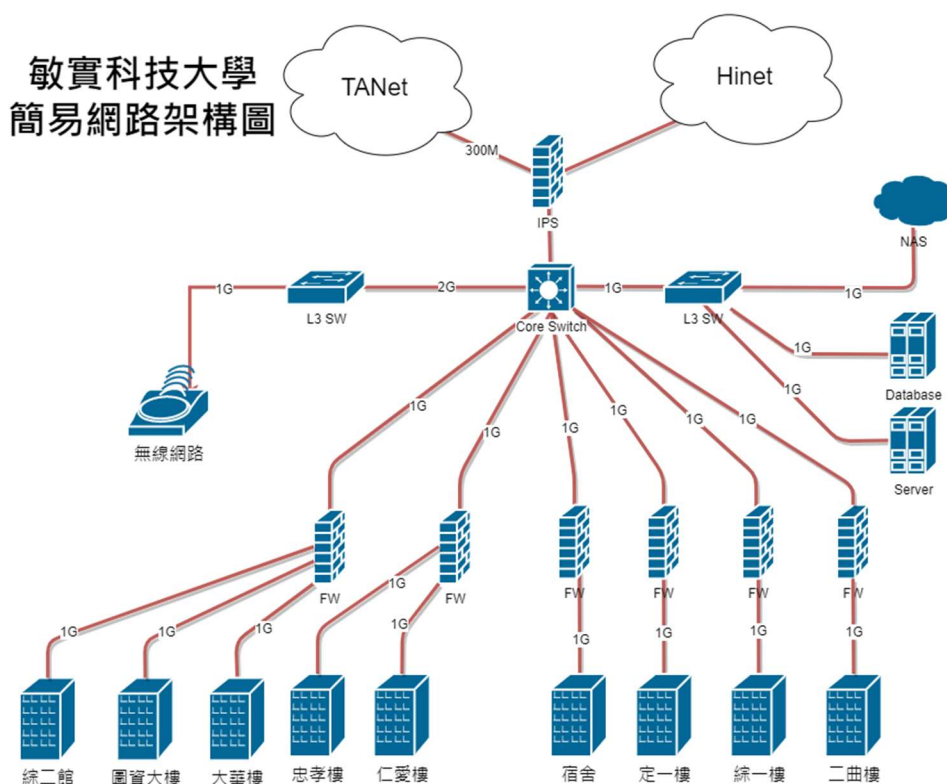 敏實科技大學
簡易網路架構圖
TANet
Hinet
300M
IPS
NAS
1G
2G
1G
1G
L3 SW
Core Switch
L3 SW
1G
Database
1G
無線網路
Server
1G
1G
1G
1G
1G
1G
FW
FW
FW
FW
FW
FW
1G
1G
1G
1G
1G
1G
1G
1G
1G
綜二館
圖資大樓
大華樓
忠孝樓
仁愛樓
宿舍
定一樓
綜一樓
二曲樓